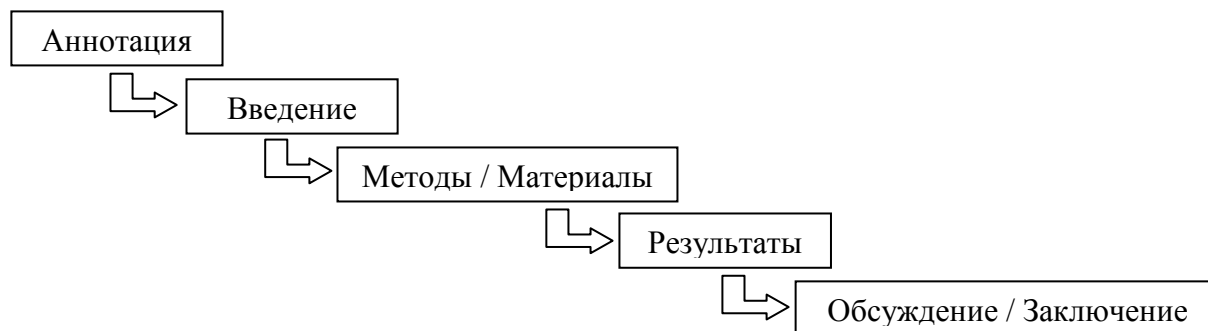 Аннотация
Введение
Методы / Материалы
Результаты
Обсуждение / Заключение